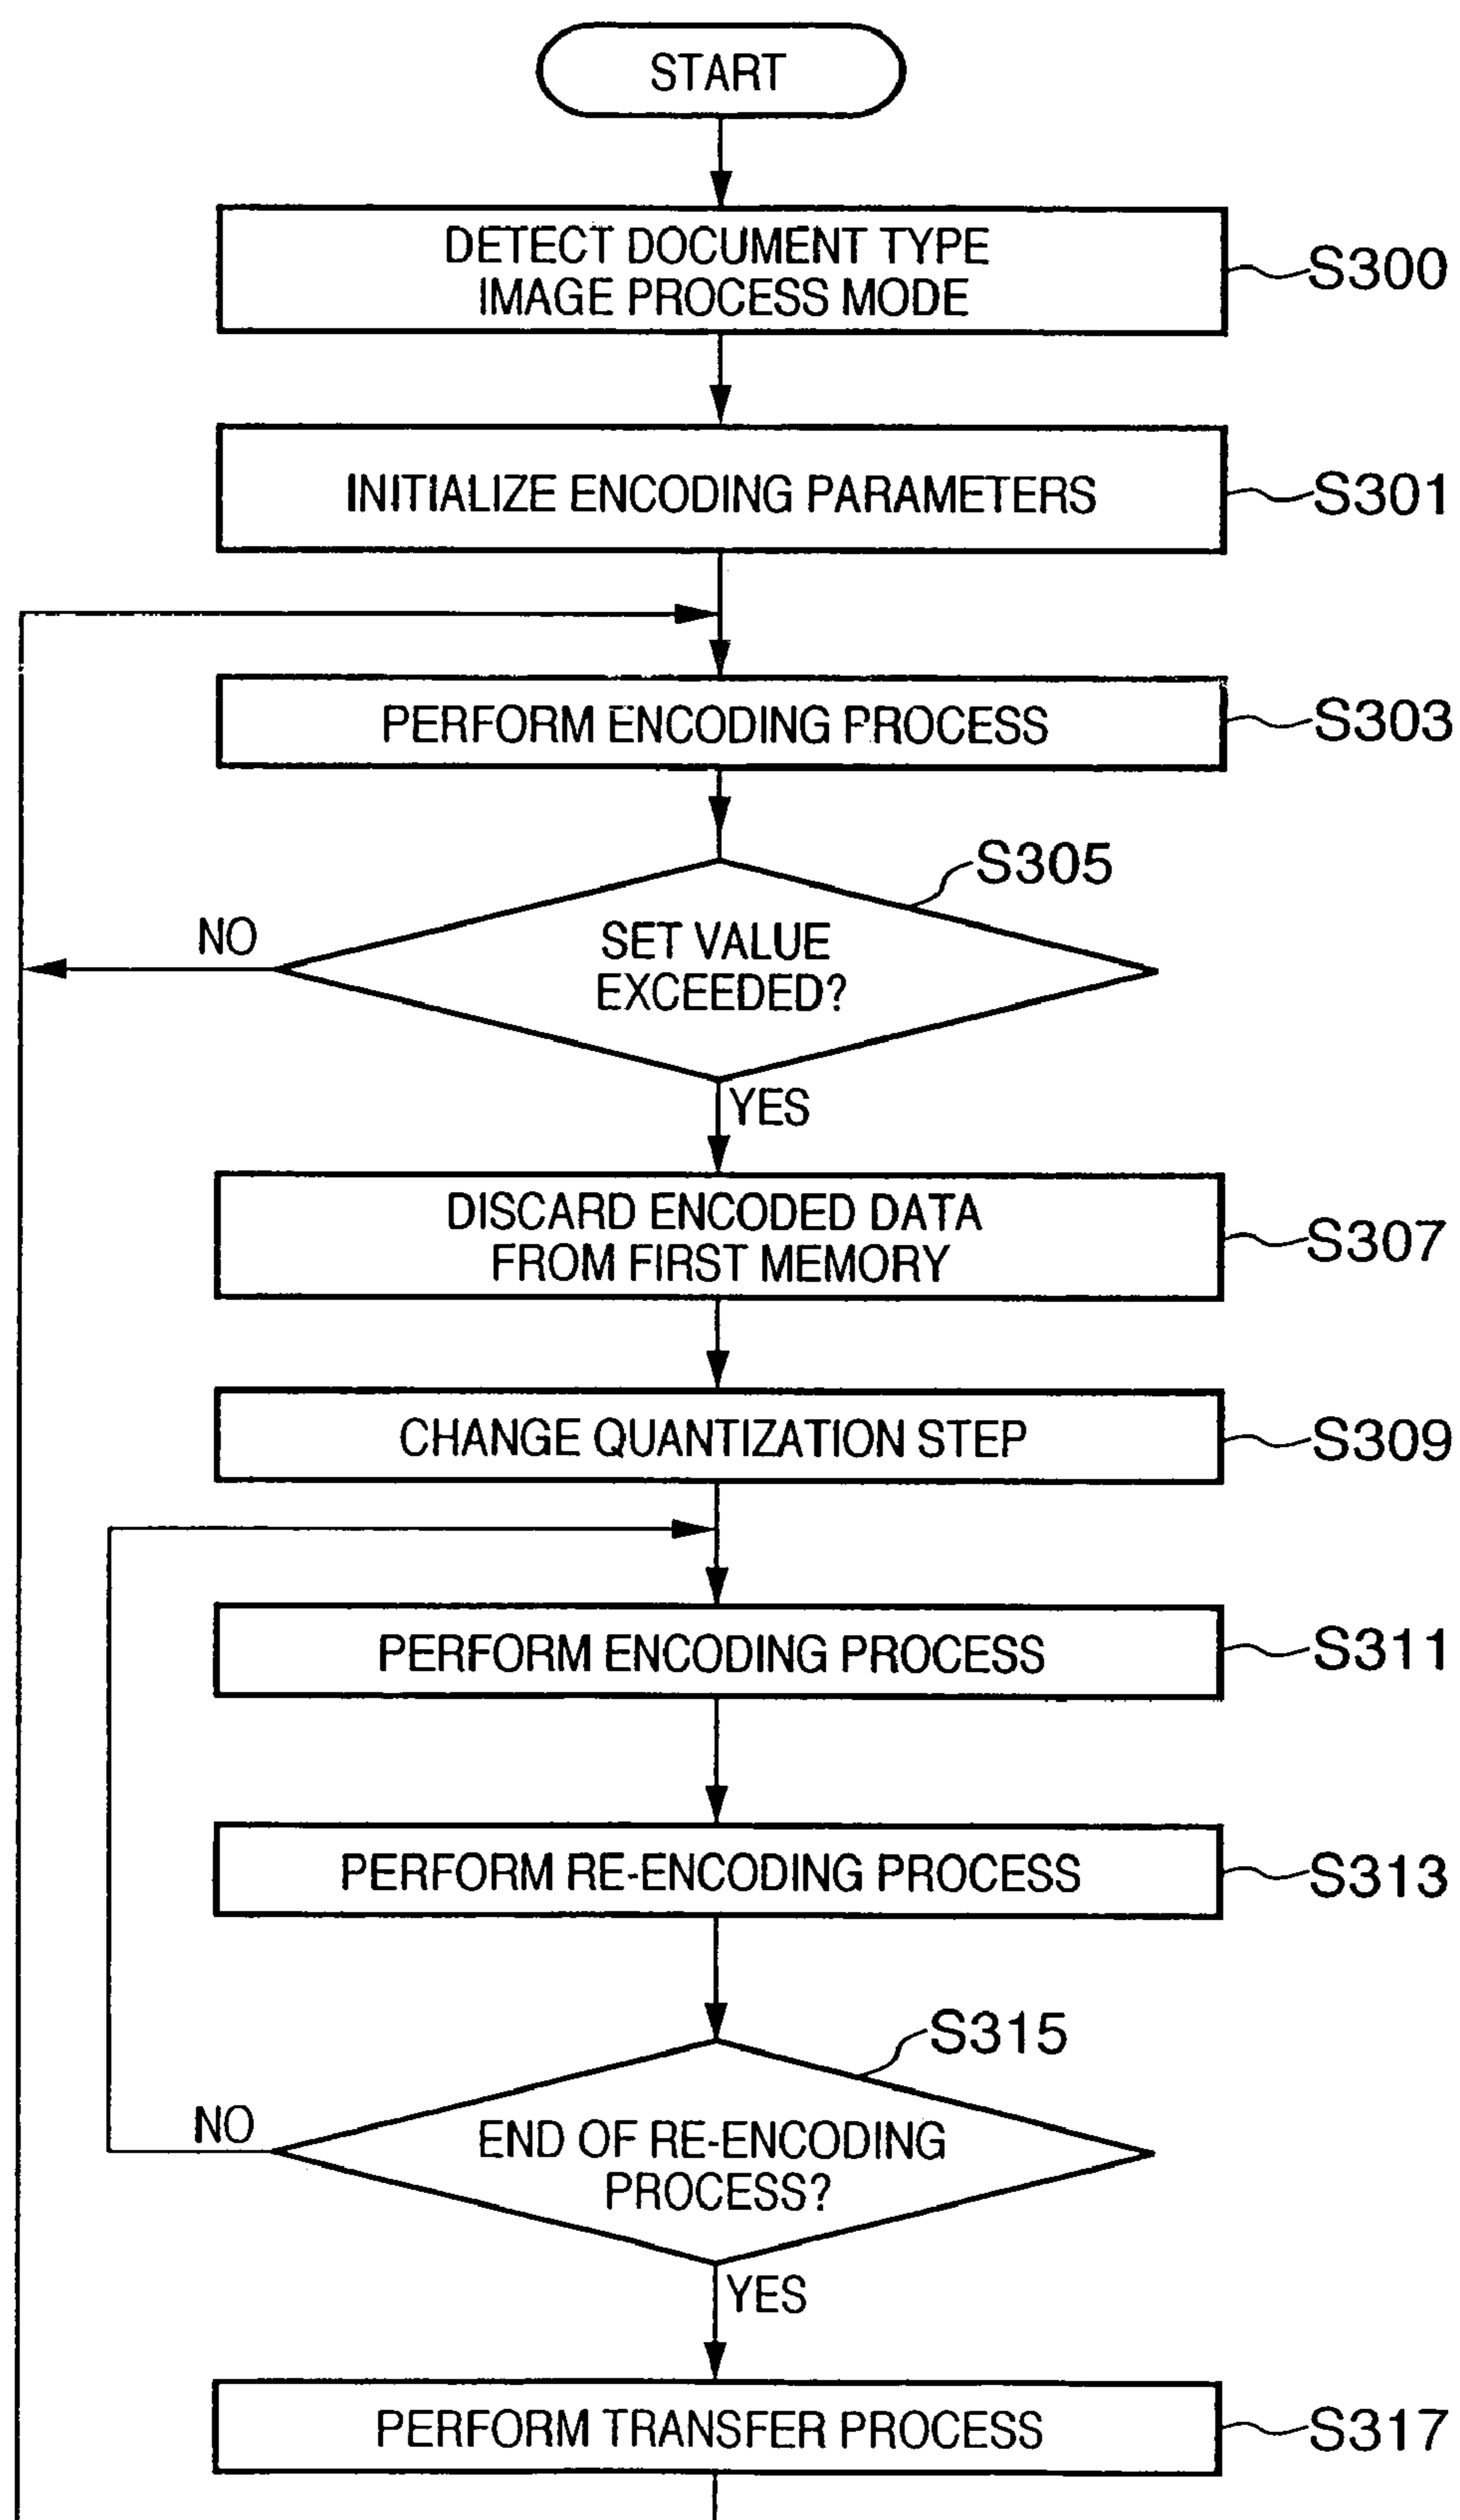 START
DETECT DOCUMENT TYPE
IMAGE PROCESS MODE
S300
INITIALIZE ENCODING PARAMETERS
S301
PERFORM ENCODING PROCESS
S303
S305
NO
SET VALUE
EXCEEDED?
YES
DISCARD ENCODED DATA
FROM FIRST MEMORY
S307
CHANGE QUANTIZATION STEP
S309
PERFORM ENCODING PROCESS
S311
PERFORM RE-ENCODING PROCESS
S313
S315
NO
END OF RE-ENCODING
PROCESS?
YES
PERFORM TRANSFER PROCESS
S317